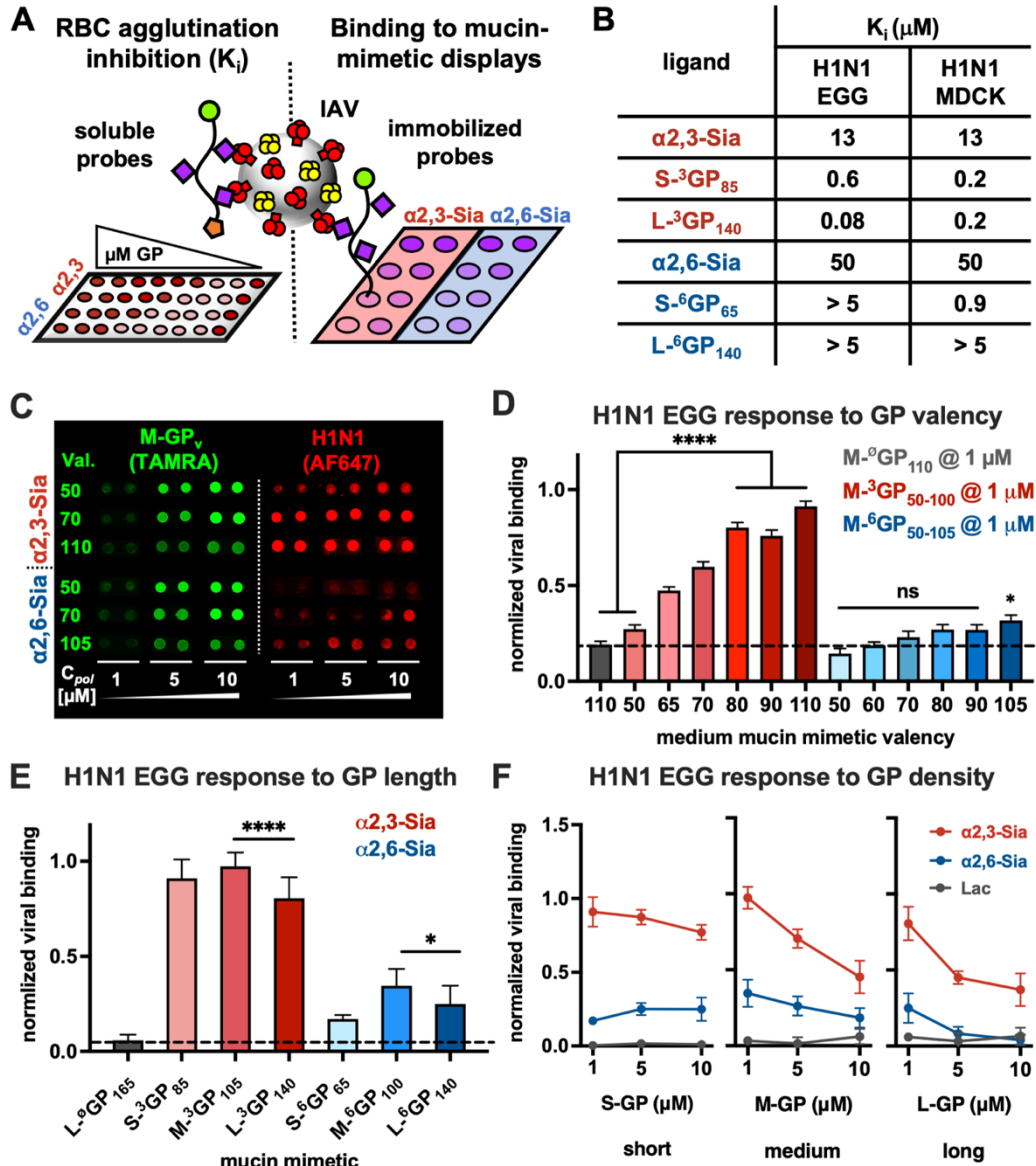 A
RBC agglutination
inhibition (Ki)
Binding to mucin-
mimetic displays
IAV
soluble
probes
immobilized
probes
α2,3-Sia α2,6-Sia
µM GP
α2,6 α2,3
B
ligand
Ki (µM)
H1N1
EGG
H1N1
MDCK
α2,3-Sia 13 13
S-³GP₈₅ 0.6 0.2
L-³GP₁₄₀ 0.08 0.2
α2,6-Sia 50 50
S-⁶GP₆₅ > 5 0.9
L-⁶GP₁₄₀ > 5 > 5
C
M-GPv
(TAMRA)
H1N1
(AF647)
Val.
50
70
110
50
70
105
α2,3-Sia
α2,6-Sia
Cpol
[µM]
1 5 10 1 5 10
D
H1N1 EGG response to GP valency
****
M-øGP₁₁₀ @ 1 µM
M-³GP₅₀₋₁₀₀ @ 1 µM
M-⁶GP₅₀₋₁₀₅ @ 1 µM
ns
*
normlized viral binding
1.0
0.5
0.0
110 50 65 70 80 90 110 50 60 70 80 90 105
medium mucin mimetic valency
E
H1N1 EGG response to GP length
****
*
α2,3-Sia
α2,6-Sia
normlized viral binding
1.0
0.5
0.0
L-øGP₁₆₅
S-³GP₈₅
M-³GP₁₀₅
L-³GP₁₄₀
S-⁶GP₆₅
M-⁶GP₁₀₀
L-⁶GP₁₄₀
mucin mimetic
F
H1N1 EGG response to GP density
α2,3-Sia
α2,6-Sia
Lac
normalized viral binding
1.0
0.5
0.0
1 5 10 1 5 10 1 5 10
S-GP (µM) M-GP (µM) L-GP (µM)
short medium long